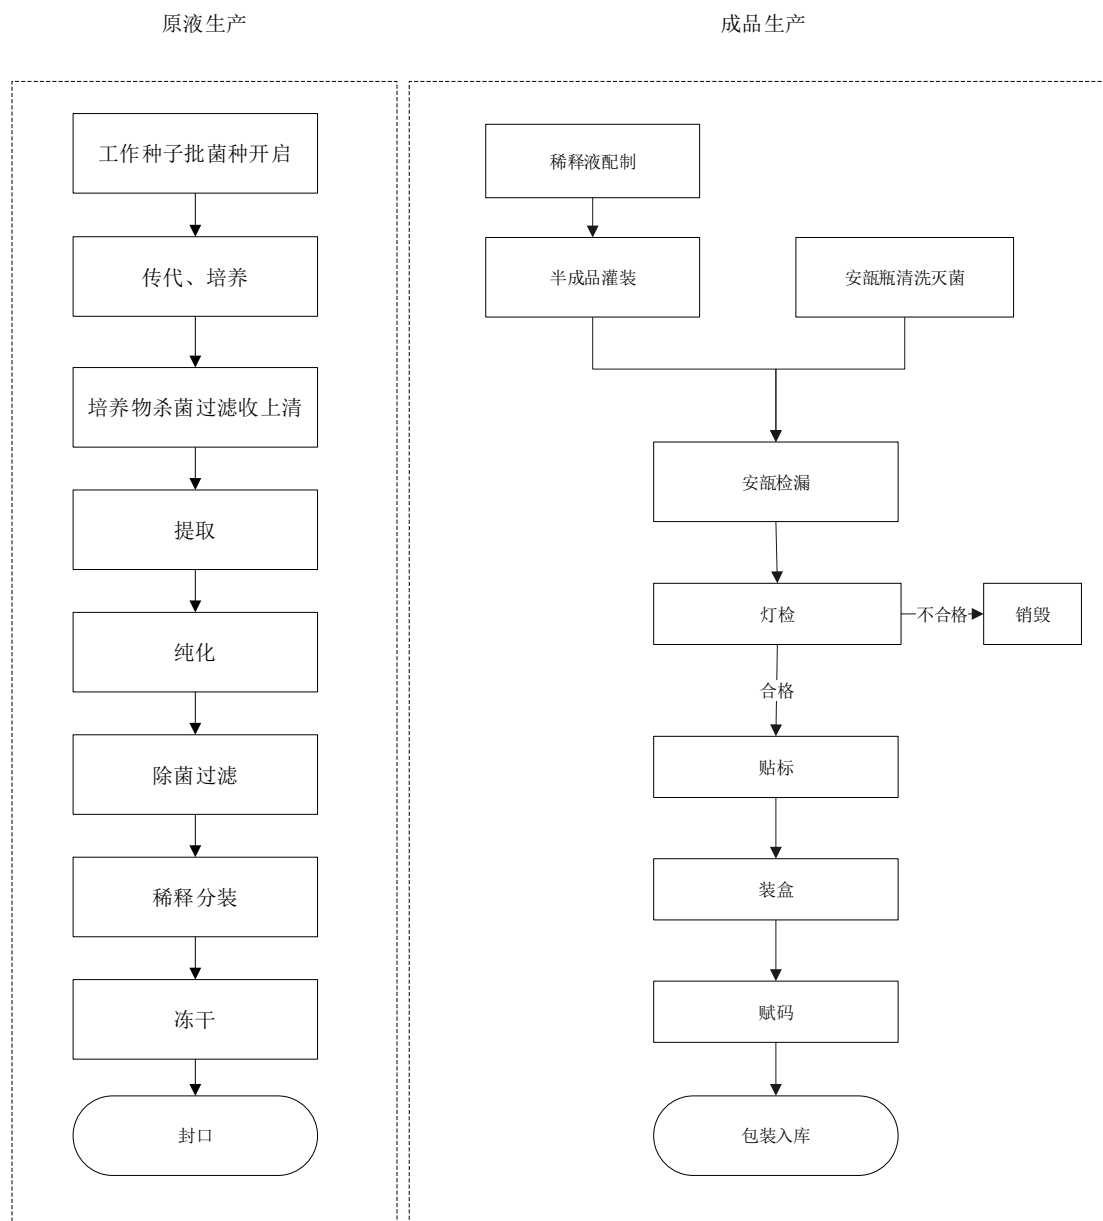 原液生产
成品生产
工作种子批菌种开启
传代、培养
培养物杀菌过滤收上清
提取
纯化
除菌过滤
稀释分装
冻干
封口
稀释液配制
半成品灌装
安瓿瓶清洗灭菌
安瓿检漏
灯检
不合格
销毁
合格
贴标
装盒
赋码
包装入库